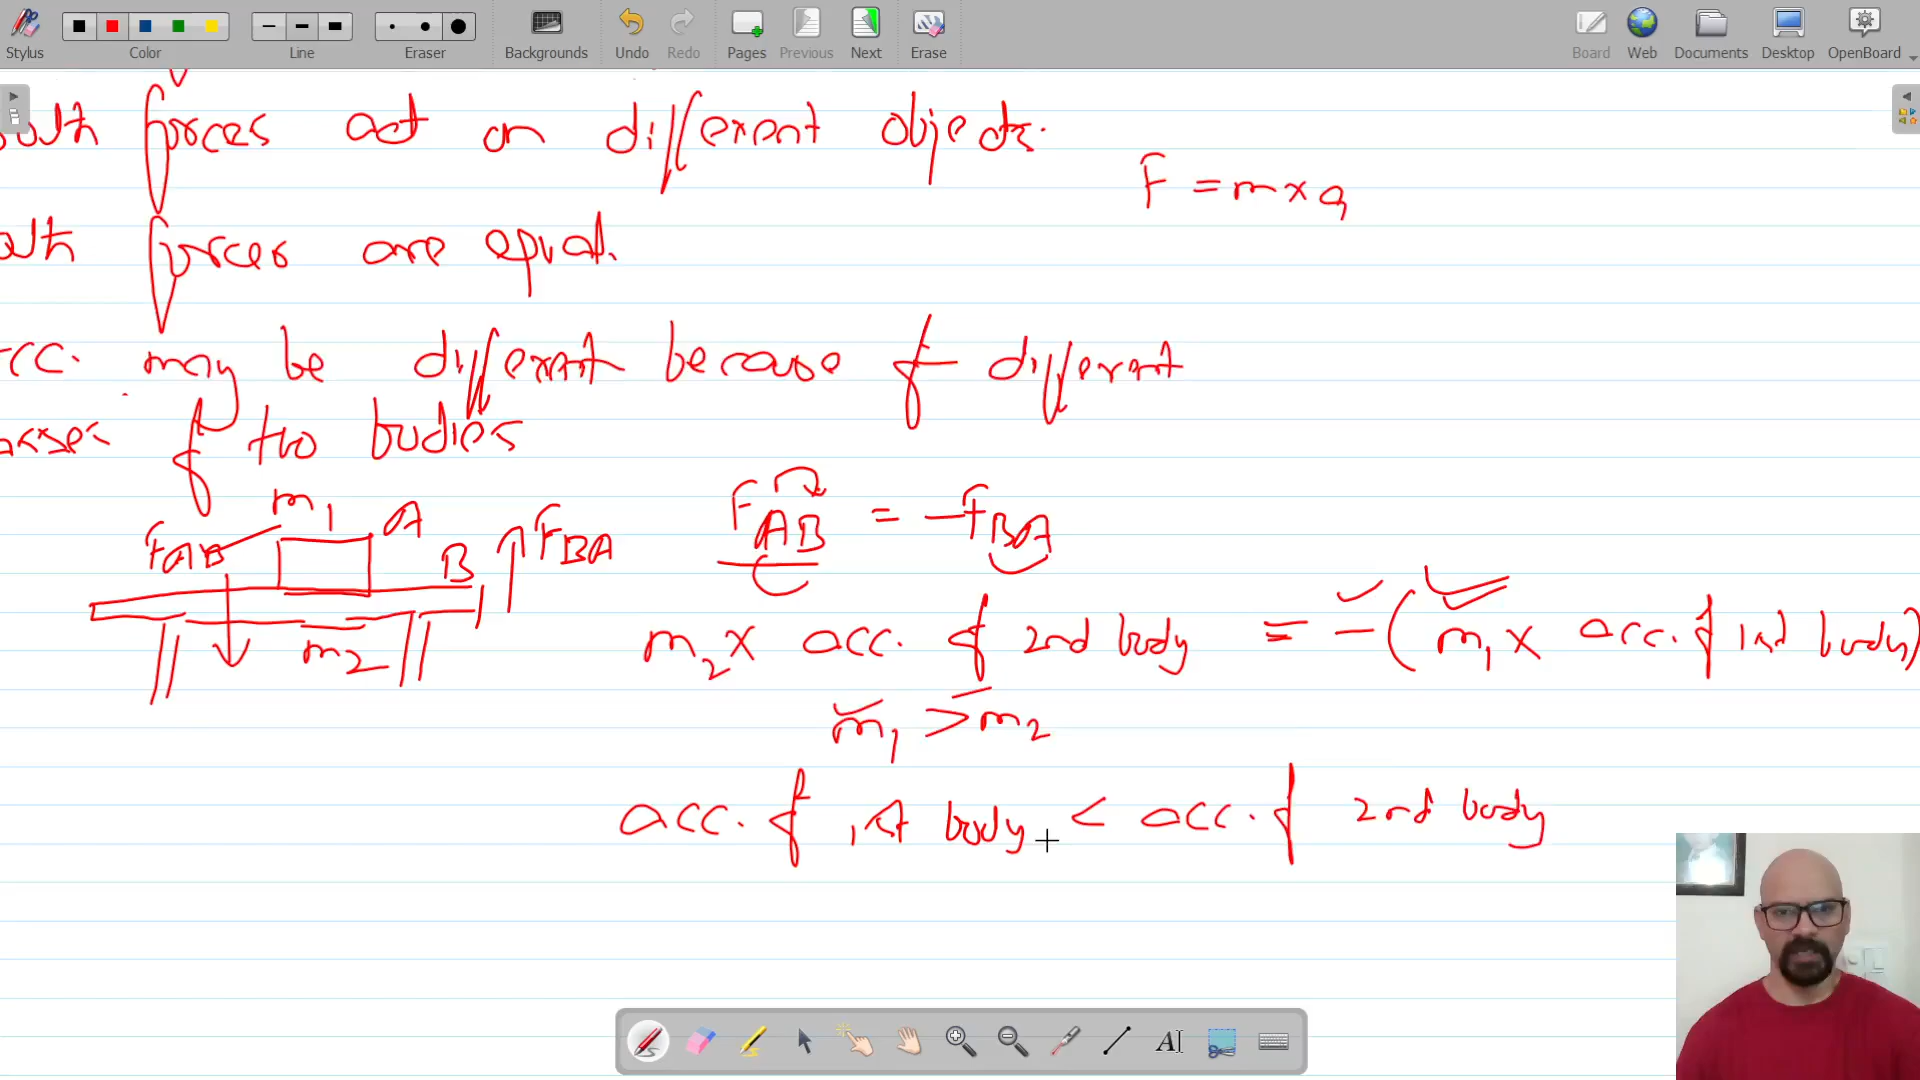 Stylus Color Line Eraser Backgrounds Undo Redo Pages Previous Next Erase Board Web Documents Desktop OpenBoard
forces act on different objects.
F = m x a
forces are equal.
acc. may be different because of different
masses of two bodies
m1 A
FAB B FBA
m2
FAB = -FBA
m2 x acc. of 2nd body = -(m1 x acc. of 1st body)
m1 > m2
acc. of 1st body < acc. of 2nd body